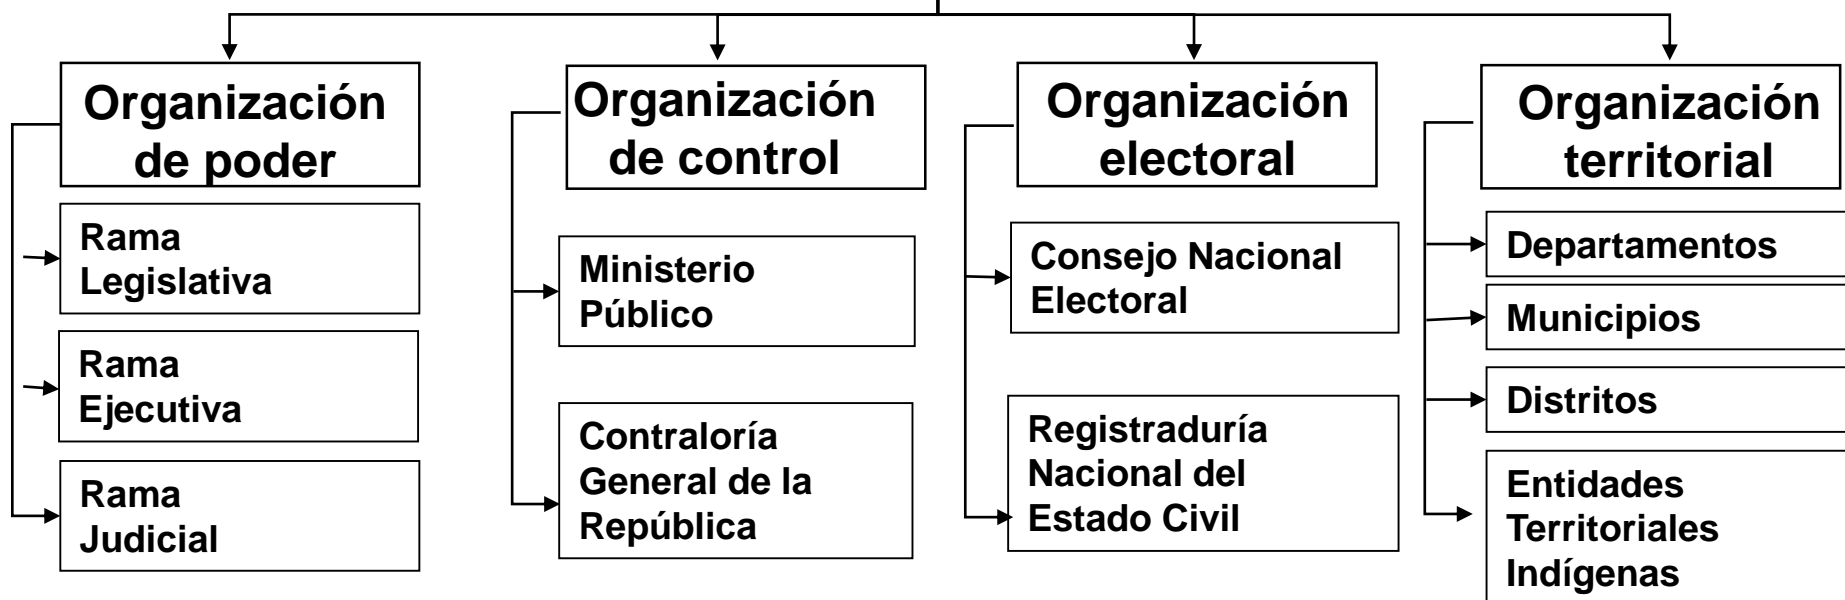 Organización
de poder
Rama
Legislativa
Rama
Ejecutiva
Rama
Judicial
Organización
de control
Ministerio
Público
Contraloría
General de la
República
Organización
electoral
Consejo Nacional
Electoral
Registraduría
Nacional del
Estado Civil
Organización
territorial
Departamentos
Municipios
Distritos
Entidades
Territoriales
Indígenas